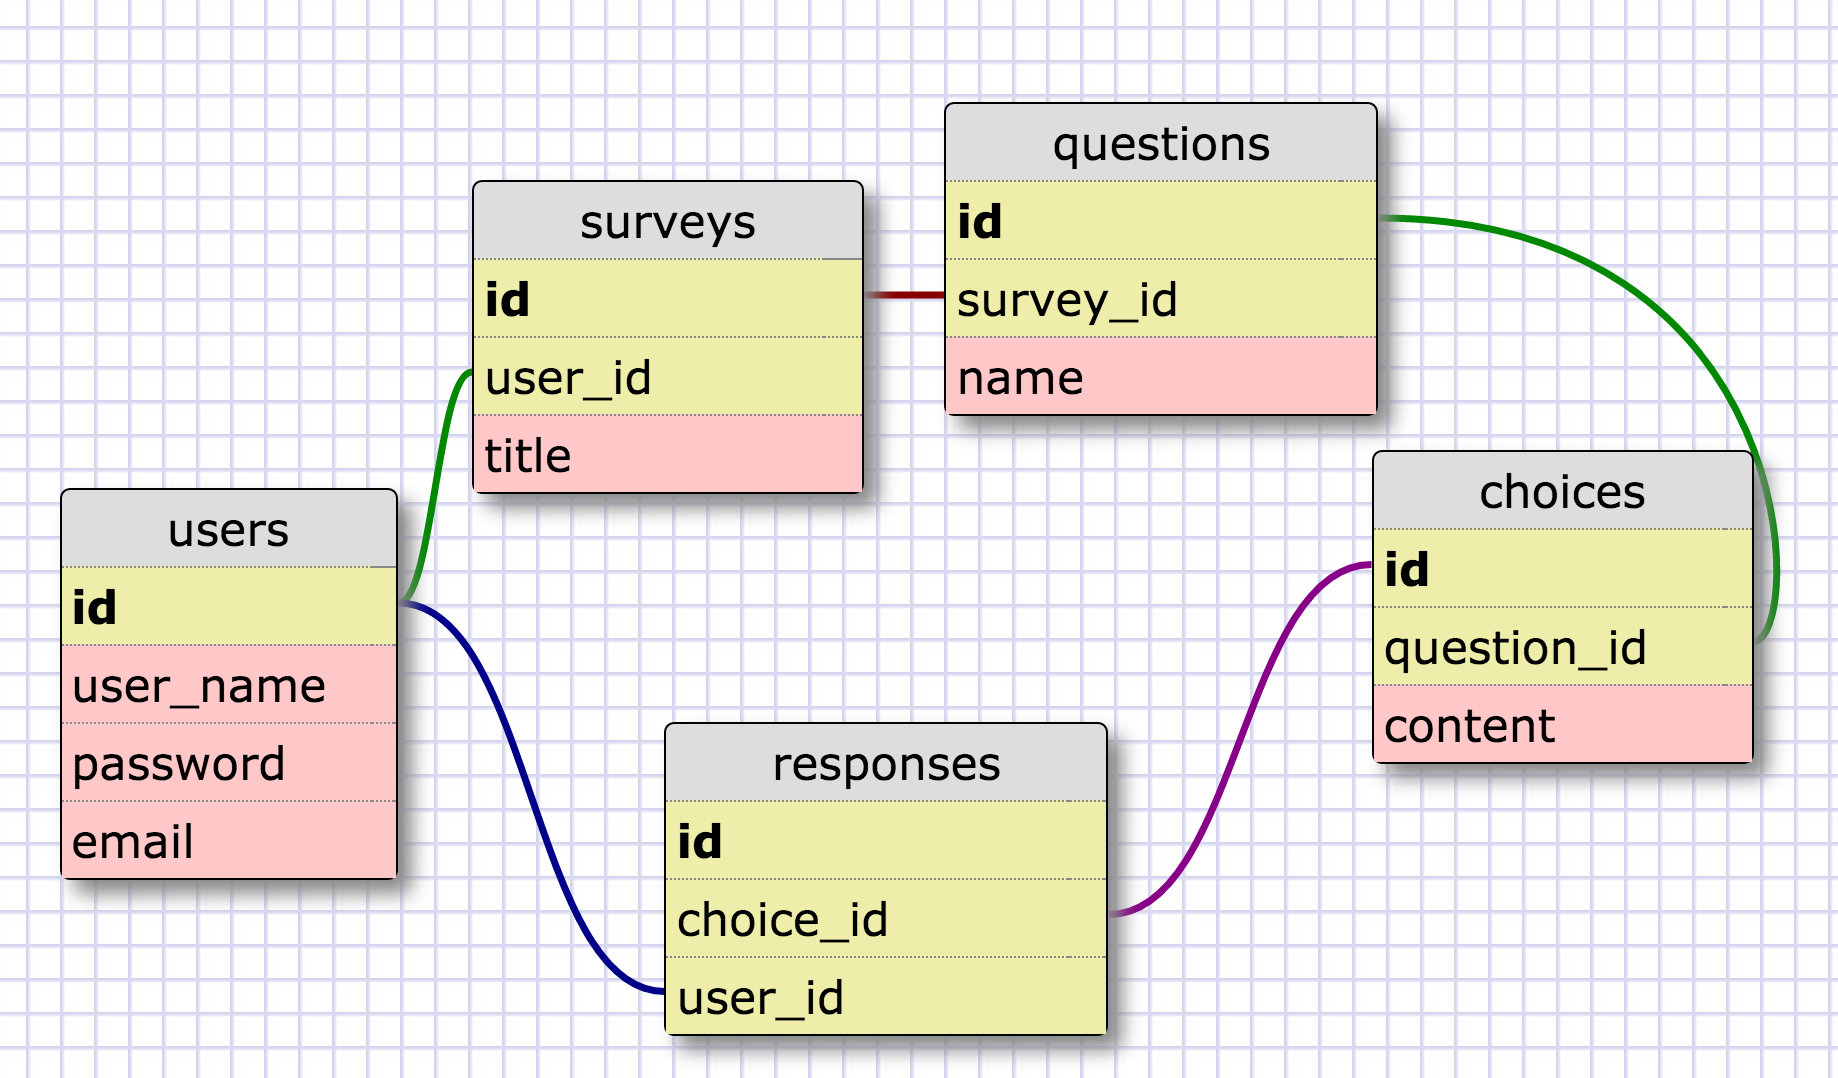 questions
id
survey_id
name
surveys
id
user_id
title
users
id
user_name
password
email
choices
id
question_id
content
responses
id
choice_id
user_id